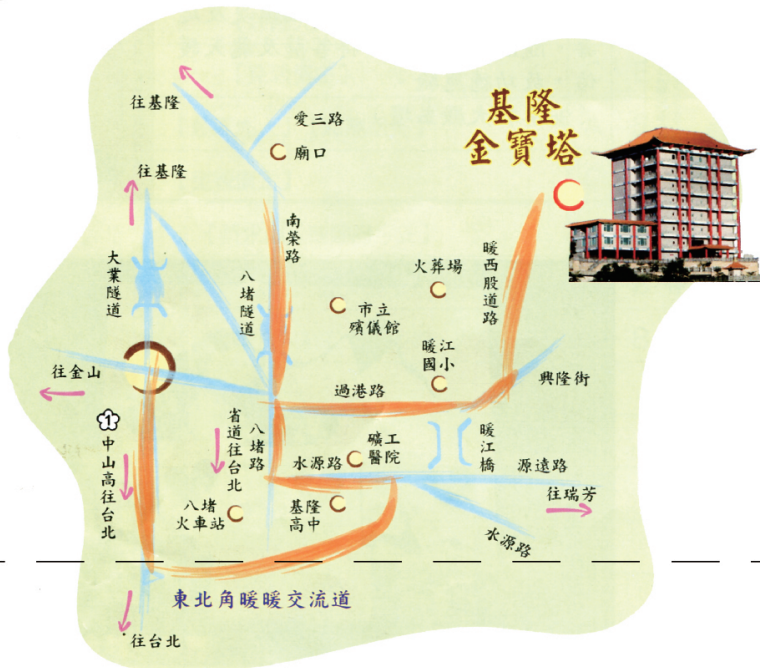 基隆
金寶塔
往基隆
愛三路
廟口
往基隆
南榮路
大業隧道
八堵隧道
火葬場
暖西股道路
市立
殯儀館
暖江
國小
往金山
過港路
興隆街
1
中山高往台北
省道往台北
八堵路
水源路
礦工
醫院
暖江橋
源遠路
往瑞芳
八堵
火車站
基隆
高中
水源路
東北角暖暖交流道
往台北